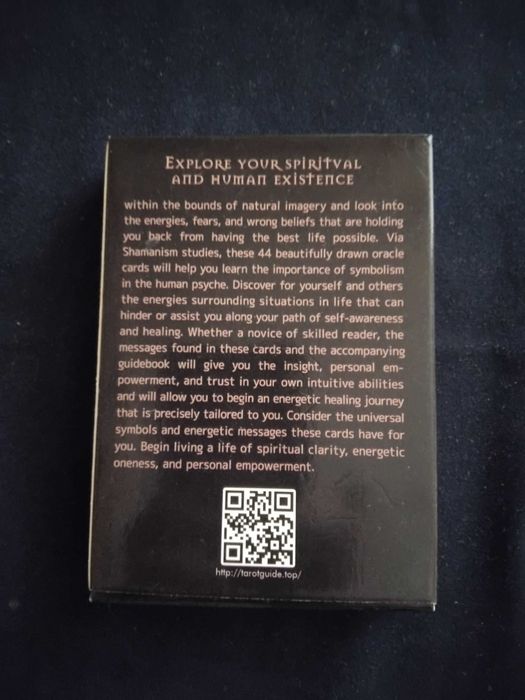 EXPLORE YOUR SPIRITVAL
AND HUMAN EXISTENCE
within the bounds of natural imagery and look into
the energies, fears, and wrong beliefs that are holding
you back from having the best life possible. Via
Shamanism studies, these 44 beautifully drawn oracle
cards will help you learn the importance of symbolism
in the human psyche. Discover for yourself and others
the energies surrounding situations in life that can
hinder or assist you along your path of self-awareness
and healing. Whether a novice of skilled reader, the
messages found in these cards and the accompanying
guidebook will give you the insight, personal em-
powerment, and trust in your own intuitive abilities
and will allow you to begin an energetic healing journey
that is precisely tailored to you. Consider the universal
symbols and energetic messages these cards have for
you. Begin living a life of spiritual clarity, energetic
oneness, and personal empowerment.
http://tarotguide.top/